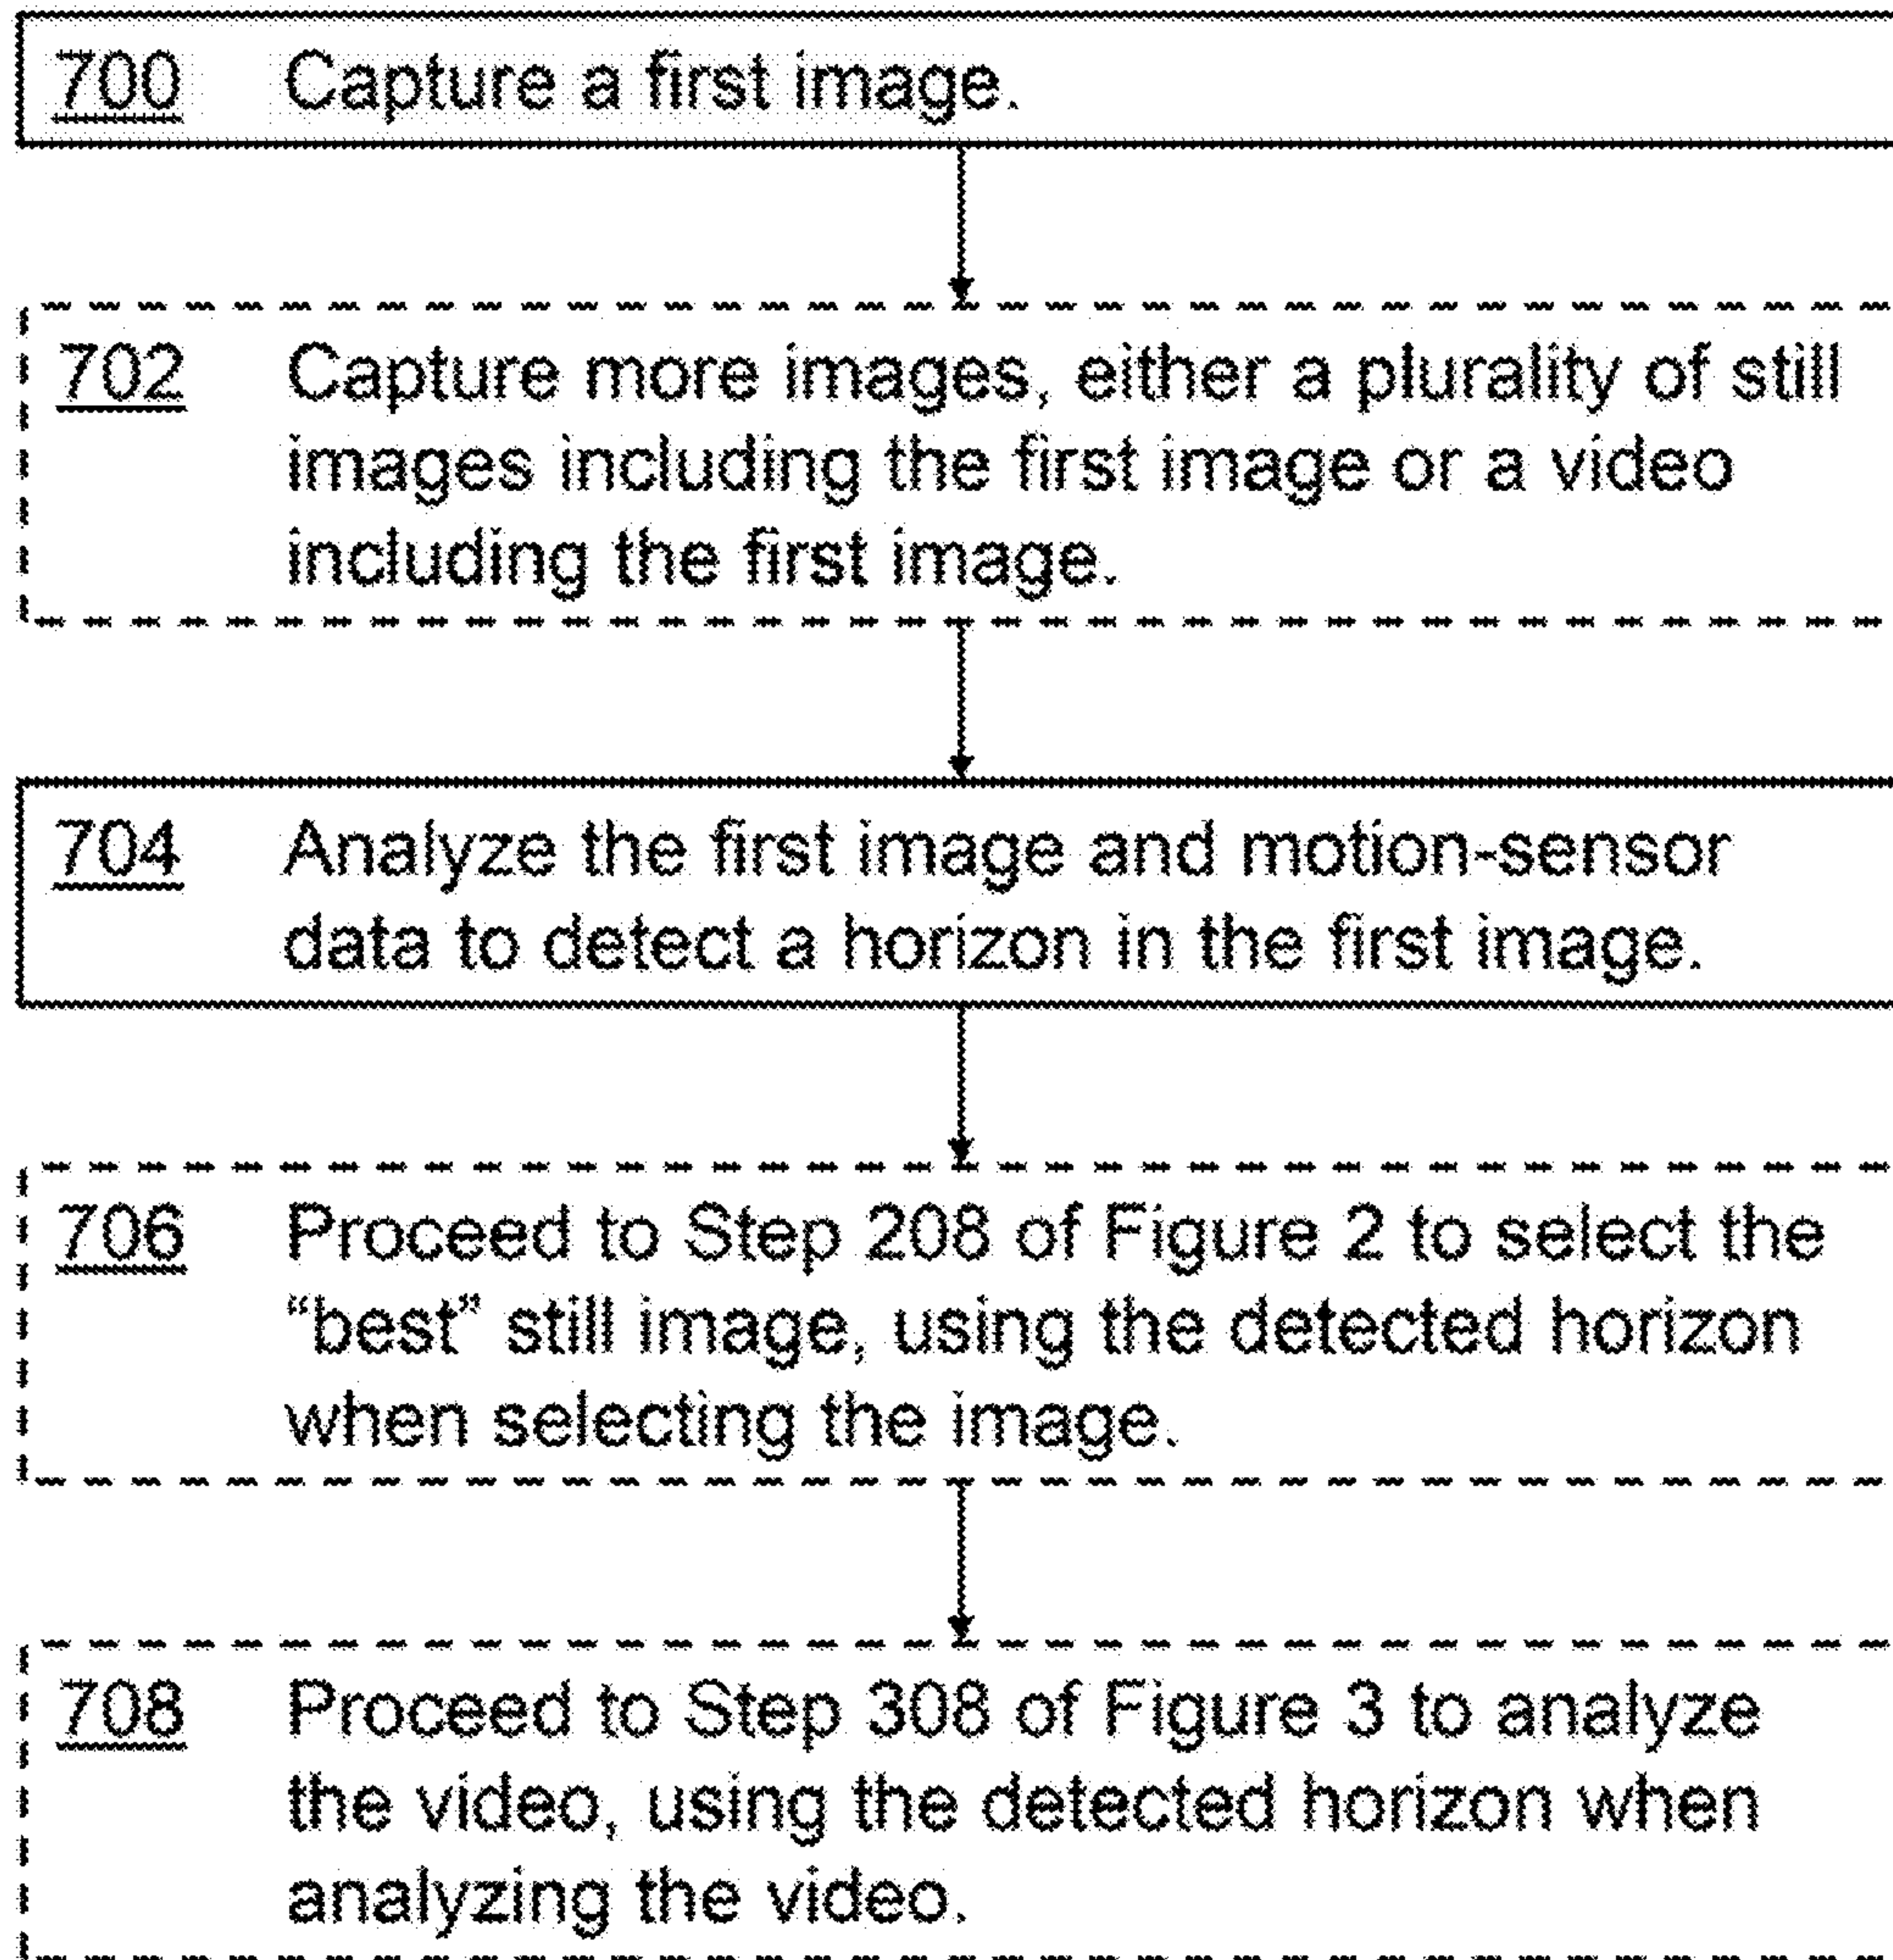 700 Capture a first image.
702 Capture more images, either a plurality of still
images including the first image or a video
including the first image.
704 Analyze the first image and motion-sensor
data to detect a horizon in the first image.
706 Proceed to Step 208 of Figure 2 to select the
“best” still image, using the detected horizon
when selecting the image.
708 Proceed to Step 308 of Figure 3 to analyze
the video, using the detected horizon when
analyzing the video.